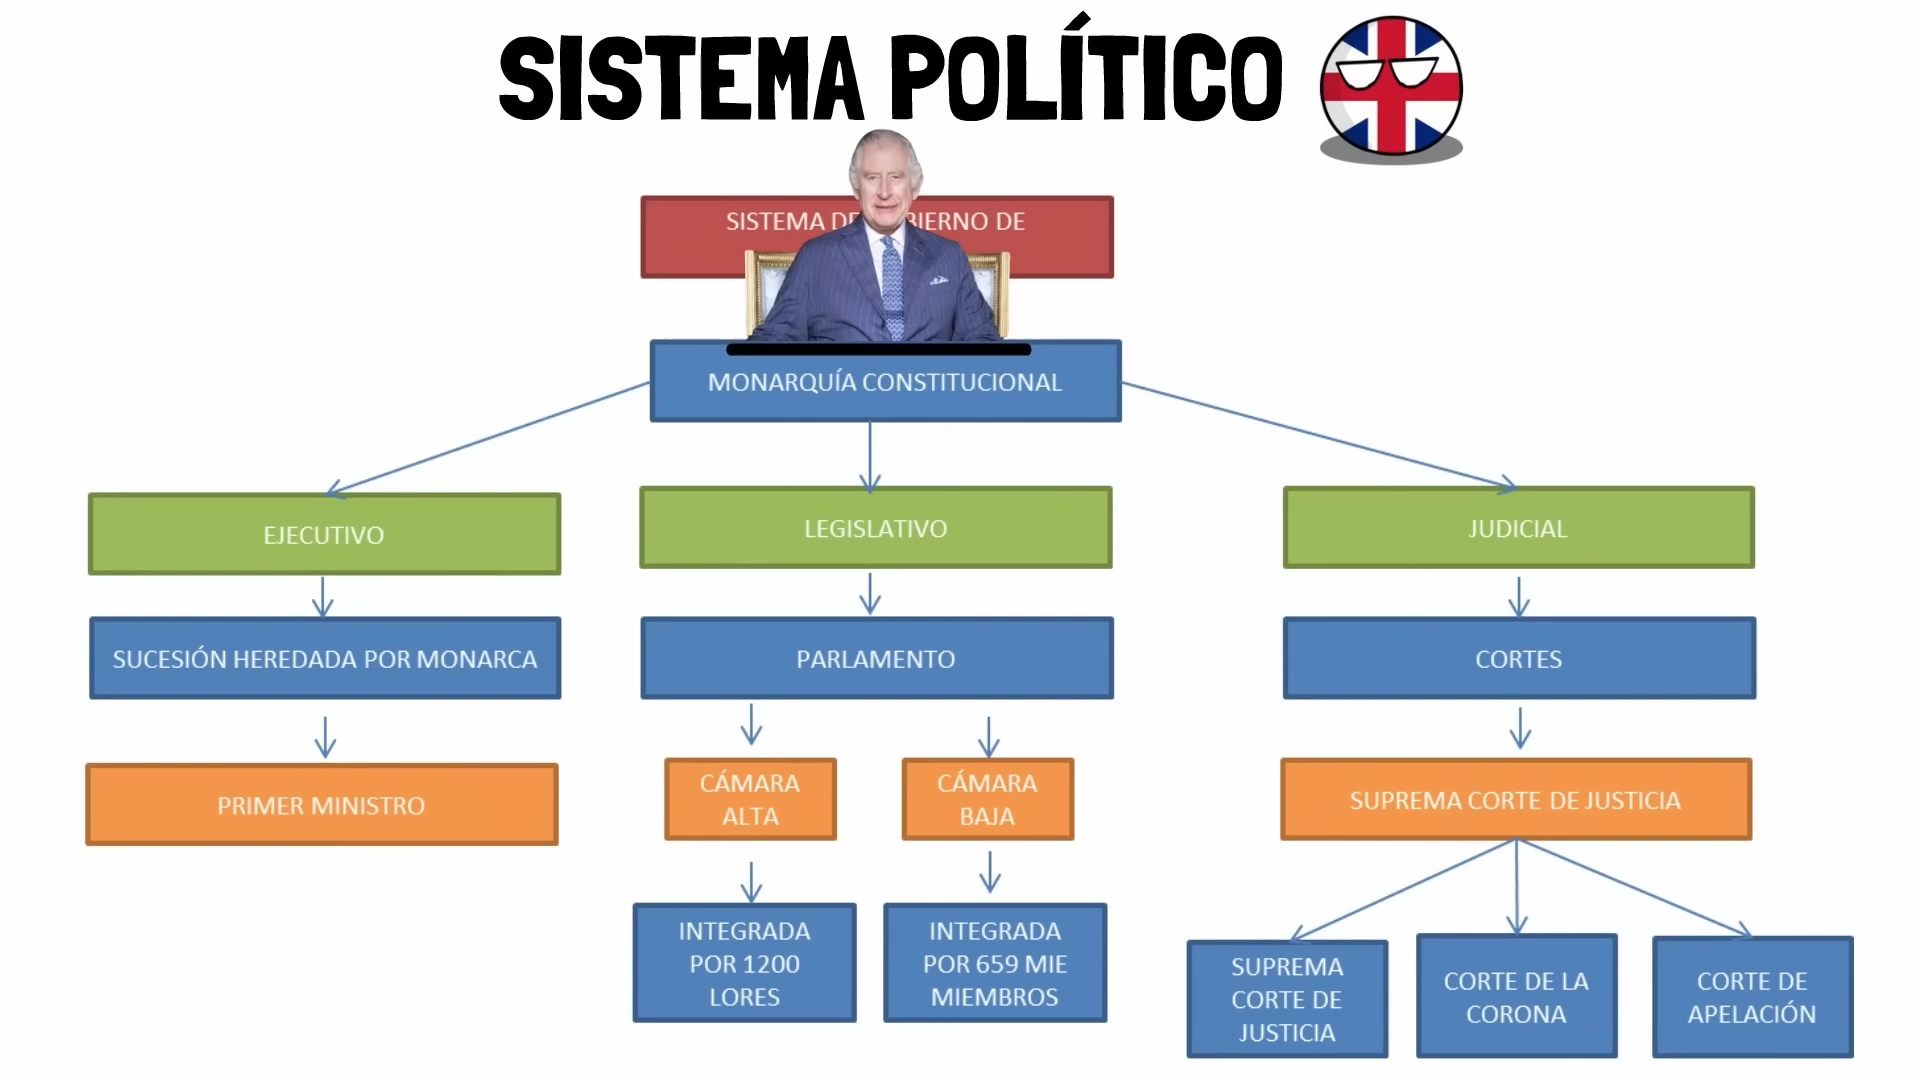 SISTEMA POLÍTICO
SISTEMA DE BIERNO DE
MONARQUÍA CONSTITUCIONAL
EJECUTIVO
LEGISLATIVO
JUDICIAL
SUCESIÓN HEREDADA POR MONARCA
PARLAMENTO
CORTES
PRIMER MINISTRO
CÁMARA
ALTA
CÁMARA
BAJA
SUPREMA CORTE DE JUSTICIA
INTEGRADA
POR 1200
LORES
INTEGRADA
POR 659 MIE
MIEMBROS
SUPREMA
CORTE DE
JUSTICIA
CORTE DE LA
CORONA
CORTE DE
APELACIÓN